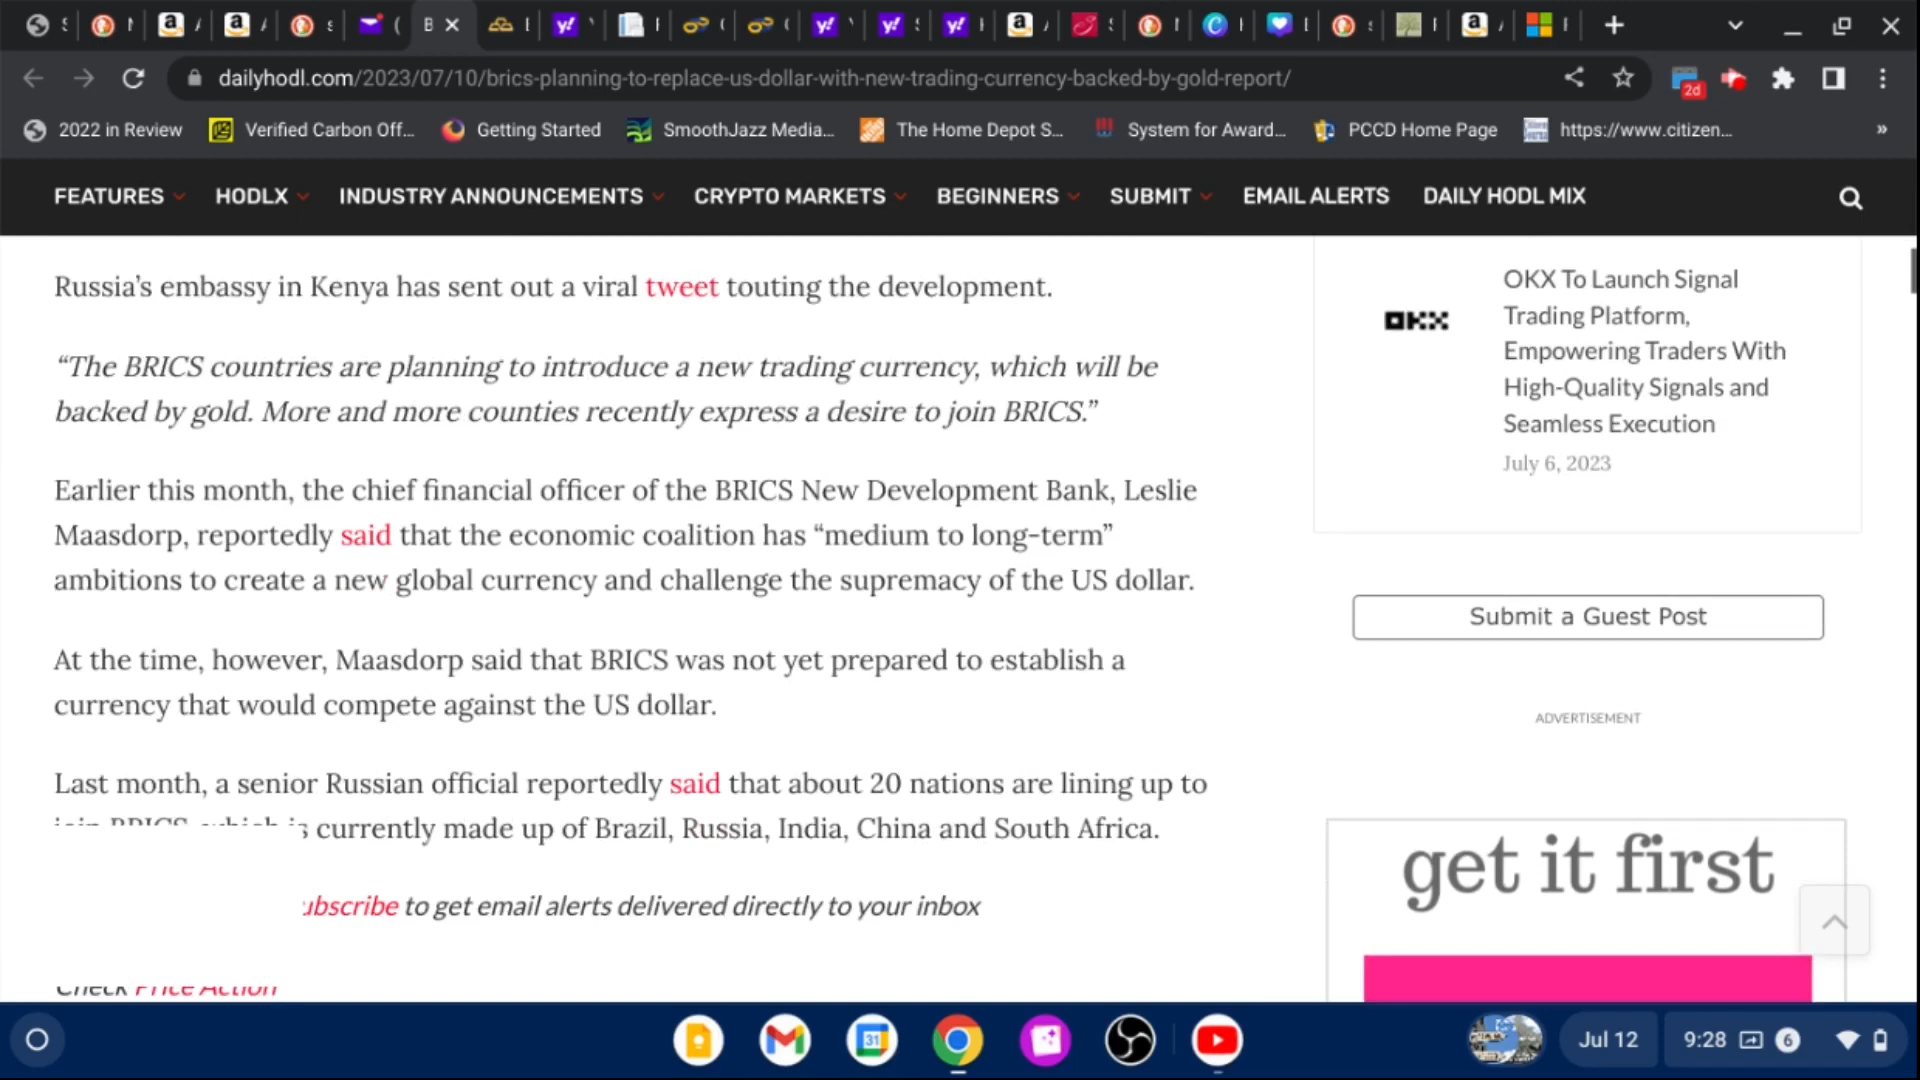 dailyhodl.com/2023/07/10/brics-planning-to-replace-us-dollar-with-new-trading-currency-backed-by-gold-report/
2d
2022 in Review
Verified Carbon Off...
Getting Started
SmoothJazz Media...
The Home Depot S...
System for Award...
PCCD Home Page
https://www.citizen...
»
FEATURES
HODLX
INDUSTRY ANNOUNCEMENTS
CRYPTO MARKETS
BEGINNERS
SUBMIT
EMAIL ALERTS
DAILY HODL MIX
Russia’s embassy in Kenya has sent out a viral tweet touting the development.
“The BRICS countries are planning to introduce a new trading currency, which will be
backed by gold. More and more counties recently express a desire to join BRICS.”
Earlier this month, the chief financial officer of the BRICS New Development Bank, Leslie
Maasdorp, reportedly said that the economic coalition has “medium to long-term”
ambitions to create a new global currency and challenge the supremacy of the US dollar.
At the time, however, Maasdorp said that BRICS was not yet prepared to establish a
currency that would compete against the US dollar.
Last month, a senior Russian official reportedly said that about 20 nations are lining up to
join BRICS, which is currently made up of Brazil, Russia, India, China and South Africa.
ubscribe to get email alerts delivered directly to your inbox
Check Price Action
OKX
OKX To Launch Signal
Trading Platform,
Empowering Traders With
High-Quality Signals and
Seamless Execution
July 6, 2023
Submit a Guest Post
ADVERTISEMENT
get it first
31
Jul 12
9:28
6